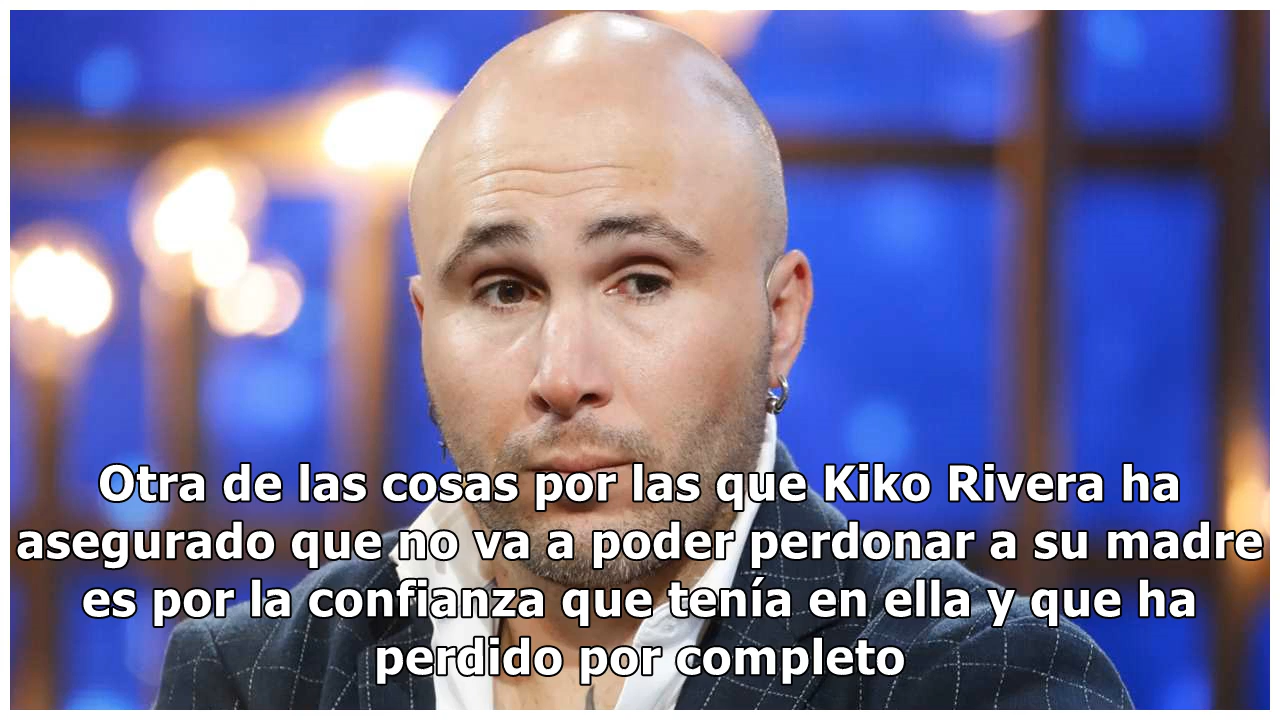 Otra de las cosas por las que Kiko Rivera ha
asegurado que no va a poder perdonar a su madre
es por la confianza que tenía en ella y que ha
perdido por completo